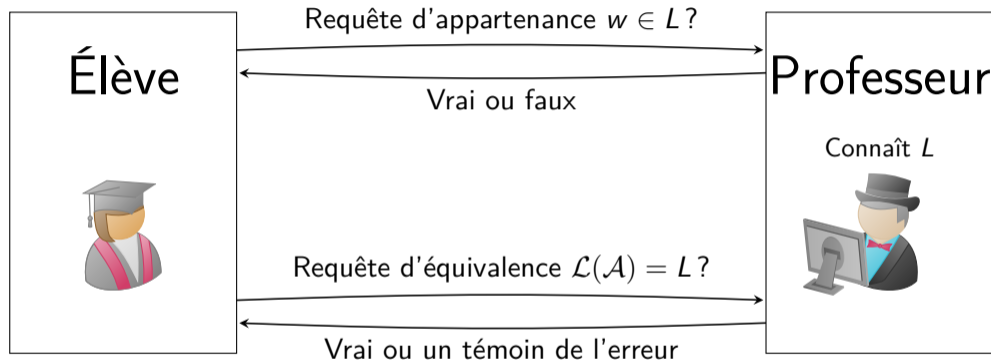 Requête d'appartenance w ∈ L ?
Élève
Professeur
Vrai ou faux
Connaît L
Requête d'équivalence ℒ(𝒜) = L ?
Vrai ou un témoin de l'erreur